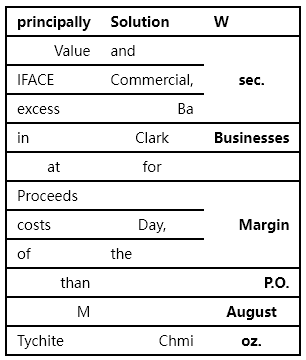 principally Solution W
Value and
IFACE Commercial, sec.
excess Ba
in Clark Businesses
at for
Proceeds
costs Day, Margin
of the
than P.O.
M August
Tychite Chmi oz.